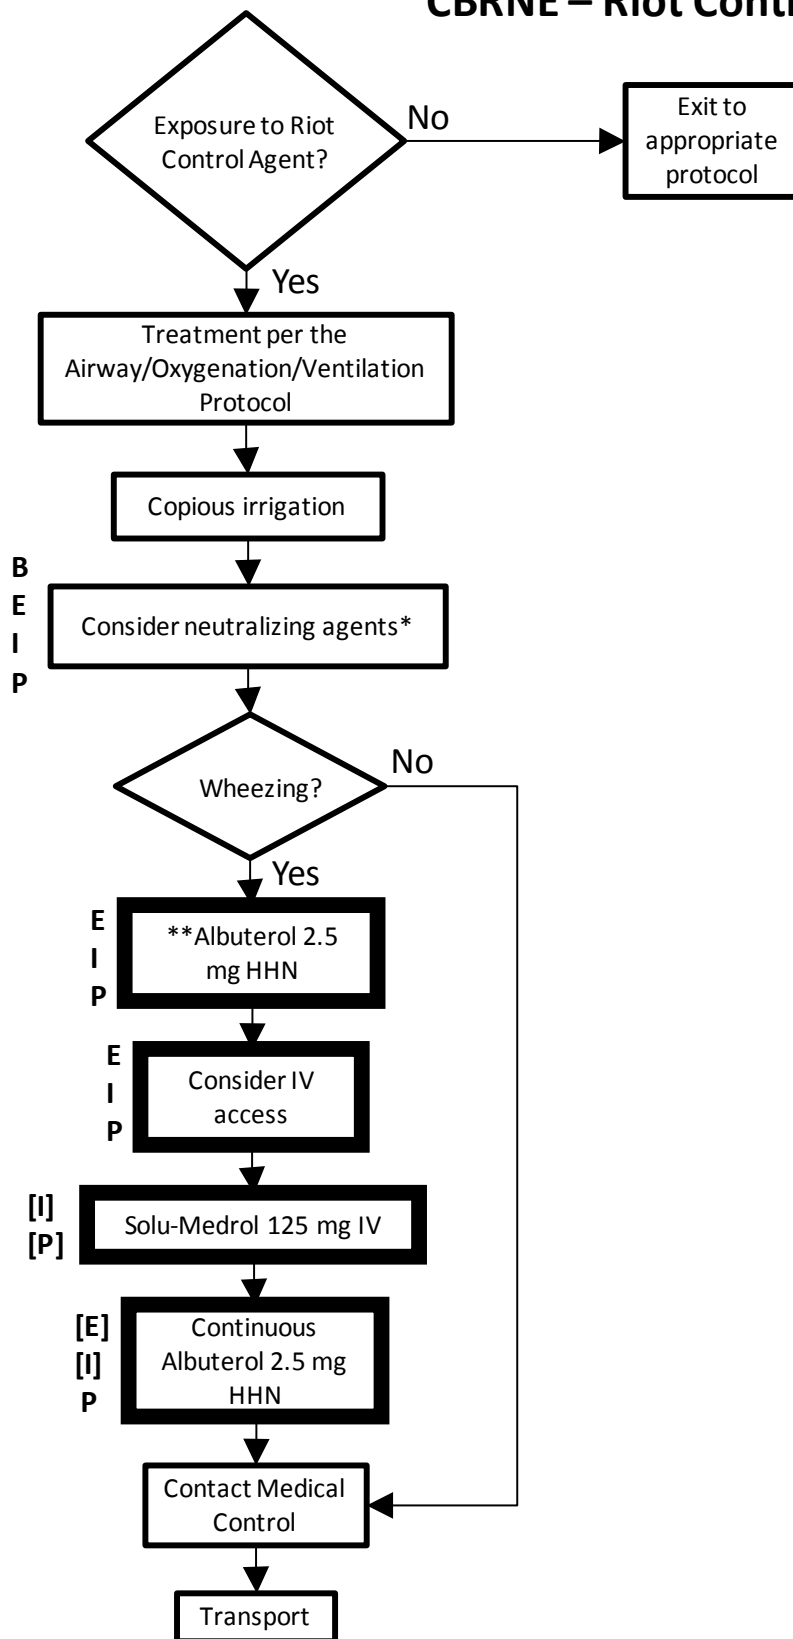 CBRNE – Riot
Exposure to Riot
Control Agent?
No
Exit to
appropriate
protocol
Yes
Treatment per the
Airway/Oxygenation/Ventilation
Protocol
Copious irrigation
B
E
I
P
Consider neutralizing agents*
Wheezing?
No
Yes
E
I
P
**Albuterol 2.5
mg HHN
E
I
P
Consider IV
access
[I]
[P]
Solu-Medrol 125 mg IV
[E]
[I]
P
Continuous
Albuterol 2.5 mg
HHN
Contact Medical
Control
Transport